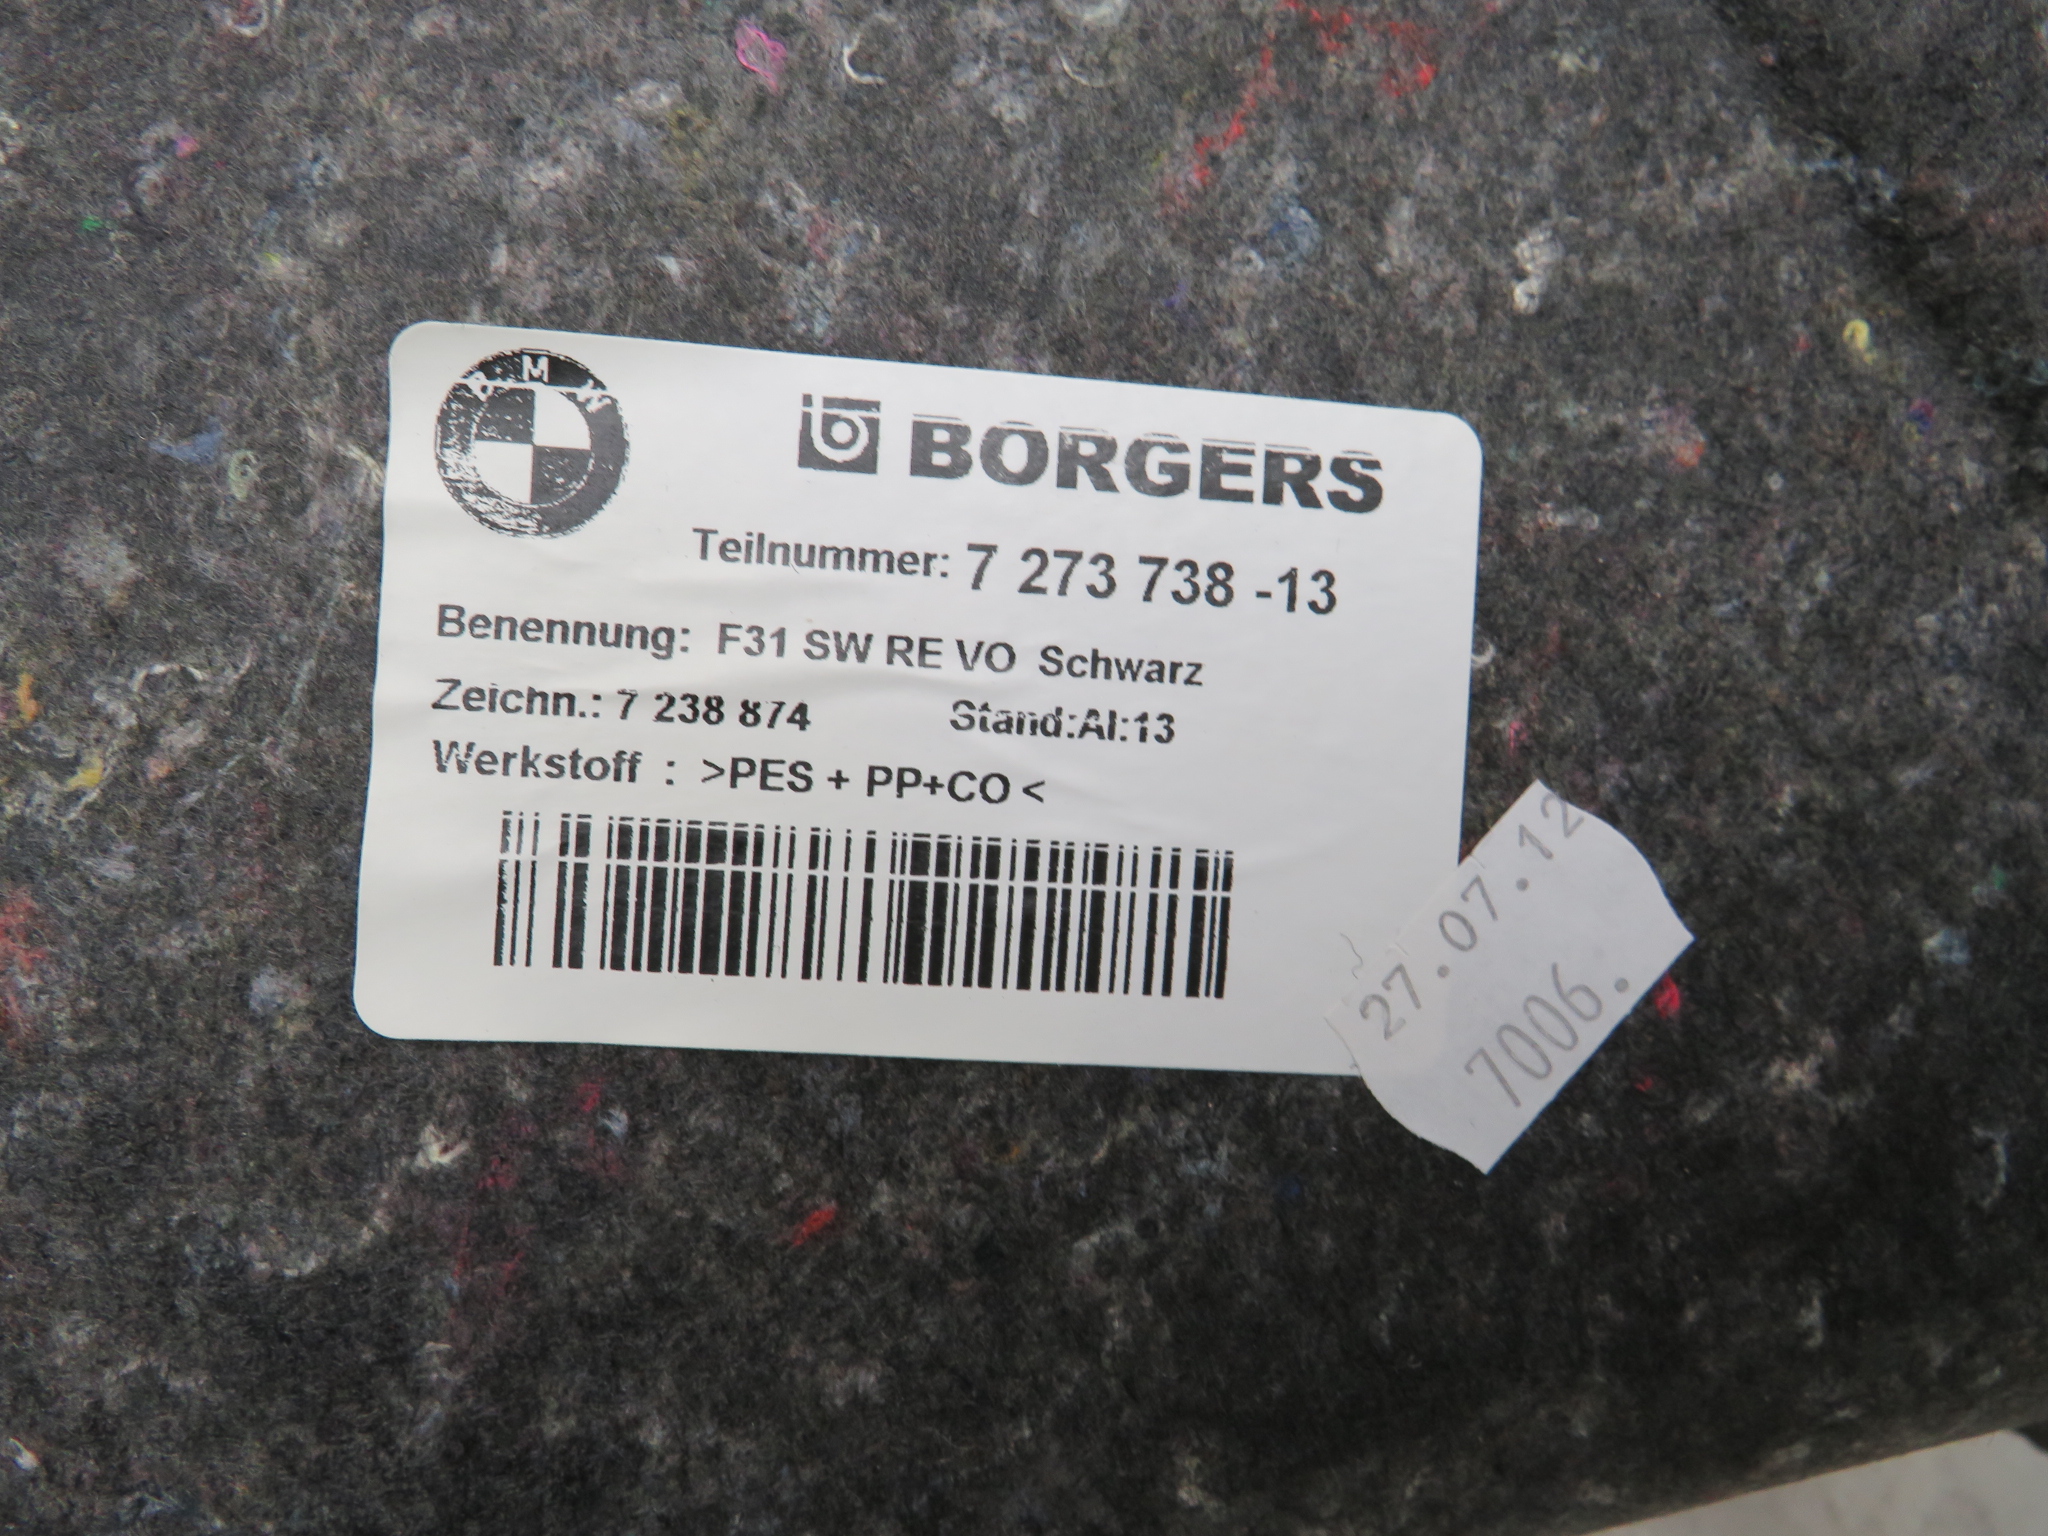 M
BORGERS
Teilnummer: 7 273 738 -13
Benennung: F31 SW RE VO Schwarz
Zeichn.: 7 238 874 Stand:AI:13
Werkstoff : >PES + PP+CO<
27.07.12
7006.